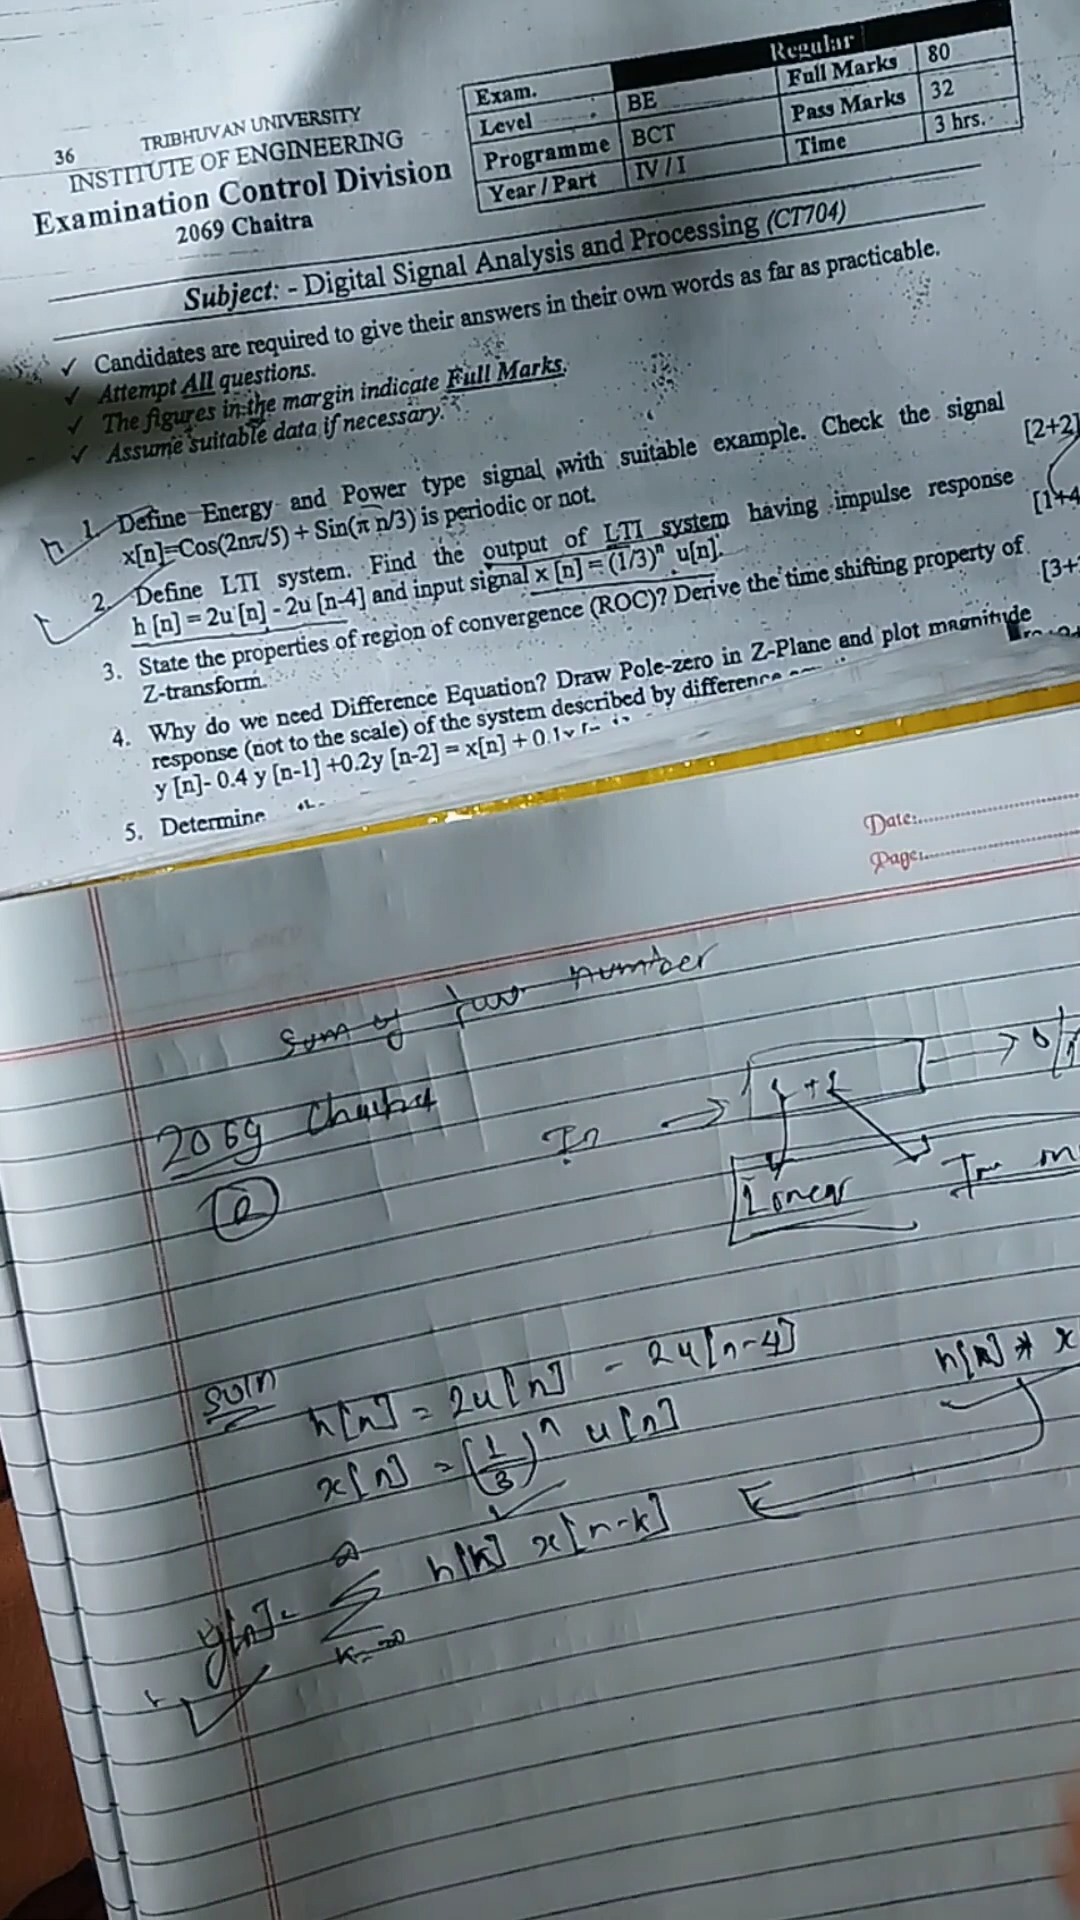 36
TRIBHUVAN UNIVERSITY
INSTITUTE OF ENGINEERING
Examination Control Division
2069 Chaitra
Exam. Regular
Level BE Full Marks 80
Programme BCT Pass Marks 32
Year / Part IV / I Time 3 hrs.
Subject: - Digital Signal Analysis and Processing (CT704)
✓ Candidates are required to give their answers in their own words as far as practicable.
✓ Attempt All questions.
✓ The figures in the margin indicate Full Marks.
✓ Assume suitable data if necessary.
1. Define Energy and Power type signal with suitable example. Check the signal
x[n]=Cos(2nπ/5) + Sin(π n/3) is periodic or not. [2+2]
2. Define LTI system. Find the output of LTI system having impulse response
h [n] = 2u [n] - 2u [n-4] and input signal x [n] = (1/3)ⁿ u[n]. [1+4
3. State the properties of region of convergence (ROC)? Derive the time shifting property of
Z-transform. [3+
4. Why do we need Difference Equation? Draw Pole-zero in Z-Plane and plot magnitude
response (not to the scale) of the system described by difference
y [n]- 0.4 y [n-1] +0.2y [n-2] = x[n] + 0.1
5. Determine
Date:
Page:
Sum of number
2069 Chaitra
In
Linear
Soln
h[n] = 2u[n] - 2u[n-4]
h[n] * x
x[n] = (1/3)ⁿ u[n]
y[n] = ∑ k=-∞ ∞ h[k] x[n-k]